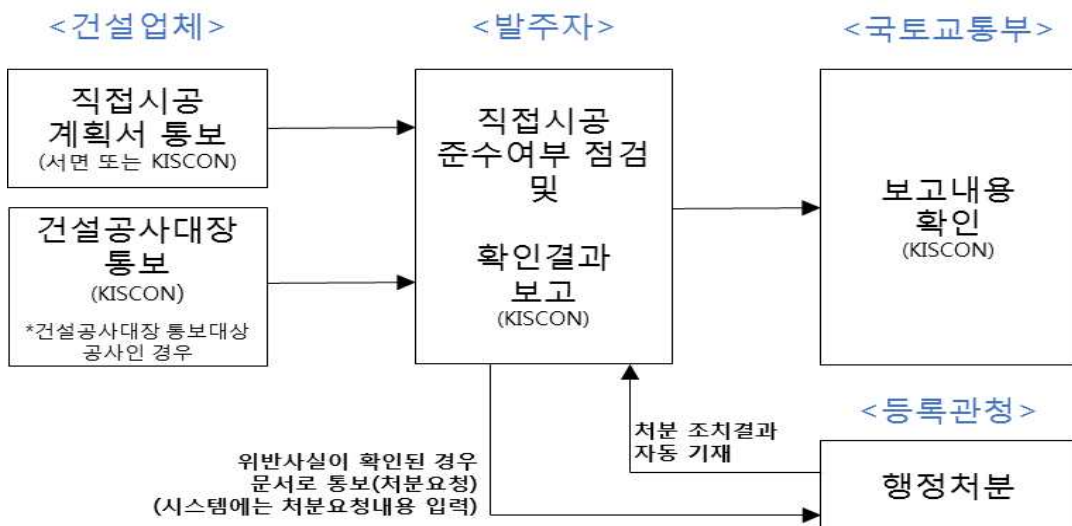 <건설업체>
<발주자>
<국토교통부>
직접시공
계획서 통보
(서면 또는 KISCON)
건설공사대장
통보
(KISCON)
*건설공사대장 통보대상
공사인 경우
직접시공
준수여부 점검
및
확인결과
보고
(KISCON)
보고내용
확인
(KISCON)
<등록관청>
처분 조치결과
자동 기재
행정처분
위반사실이 확인된 경우
문서로 통보(처분요청)
(시스템에는 처분요청내용 입력)